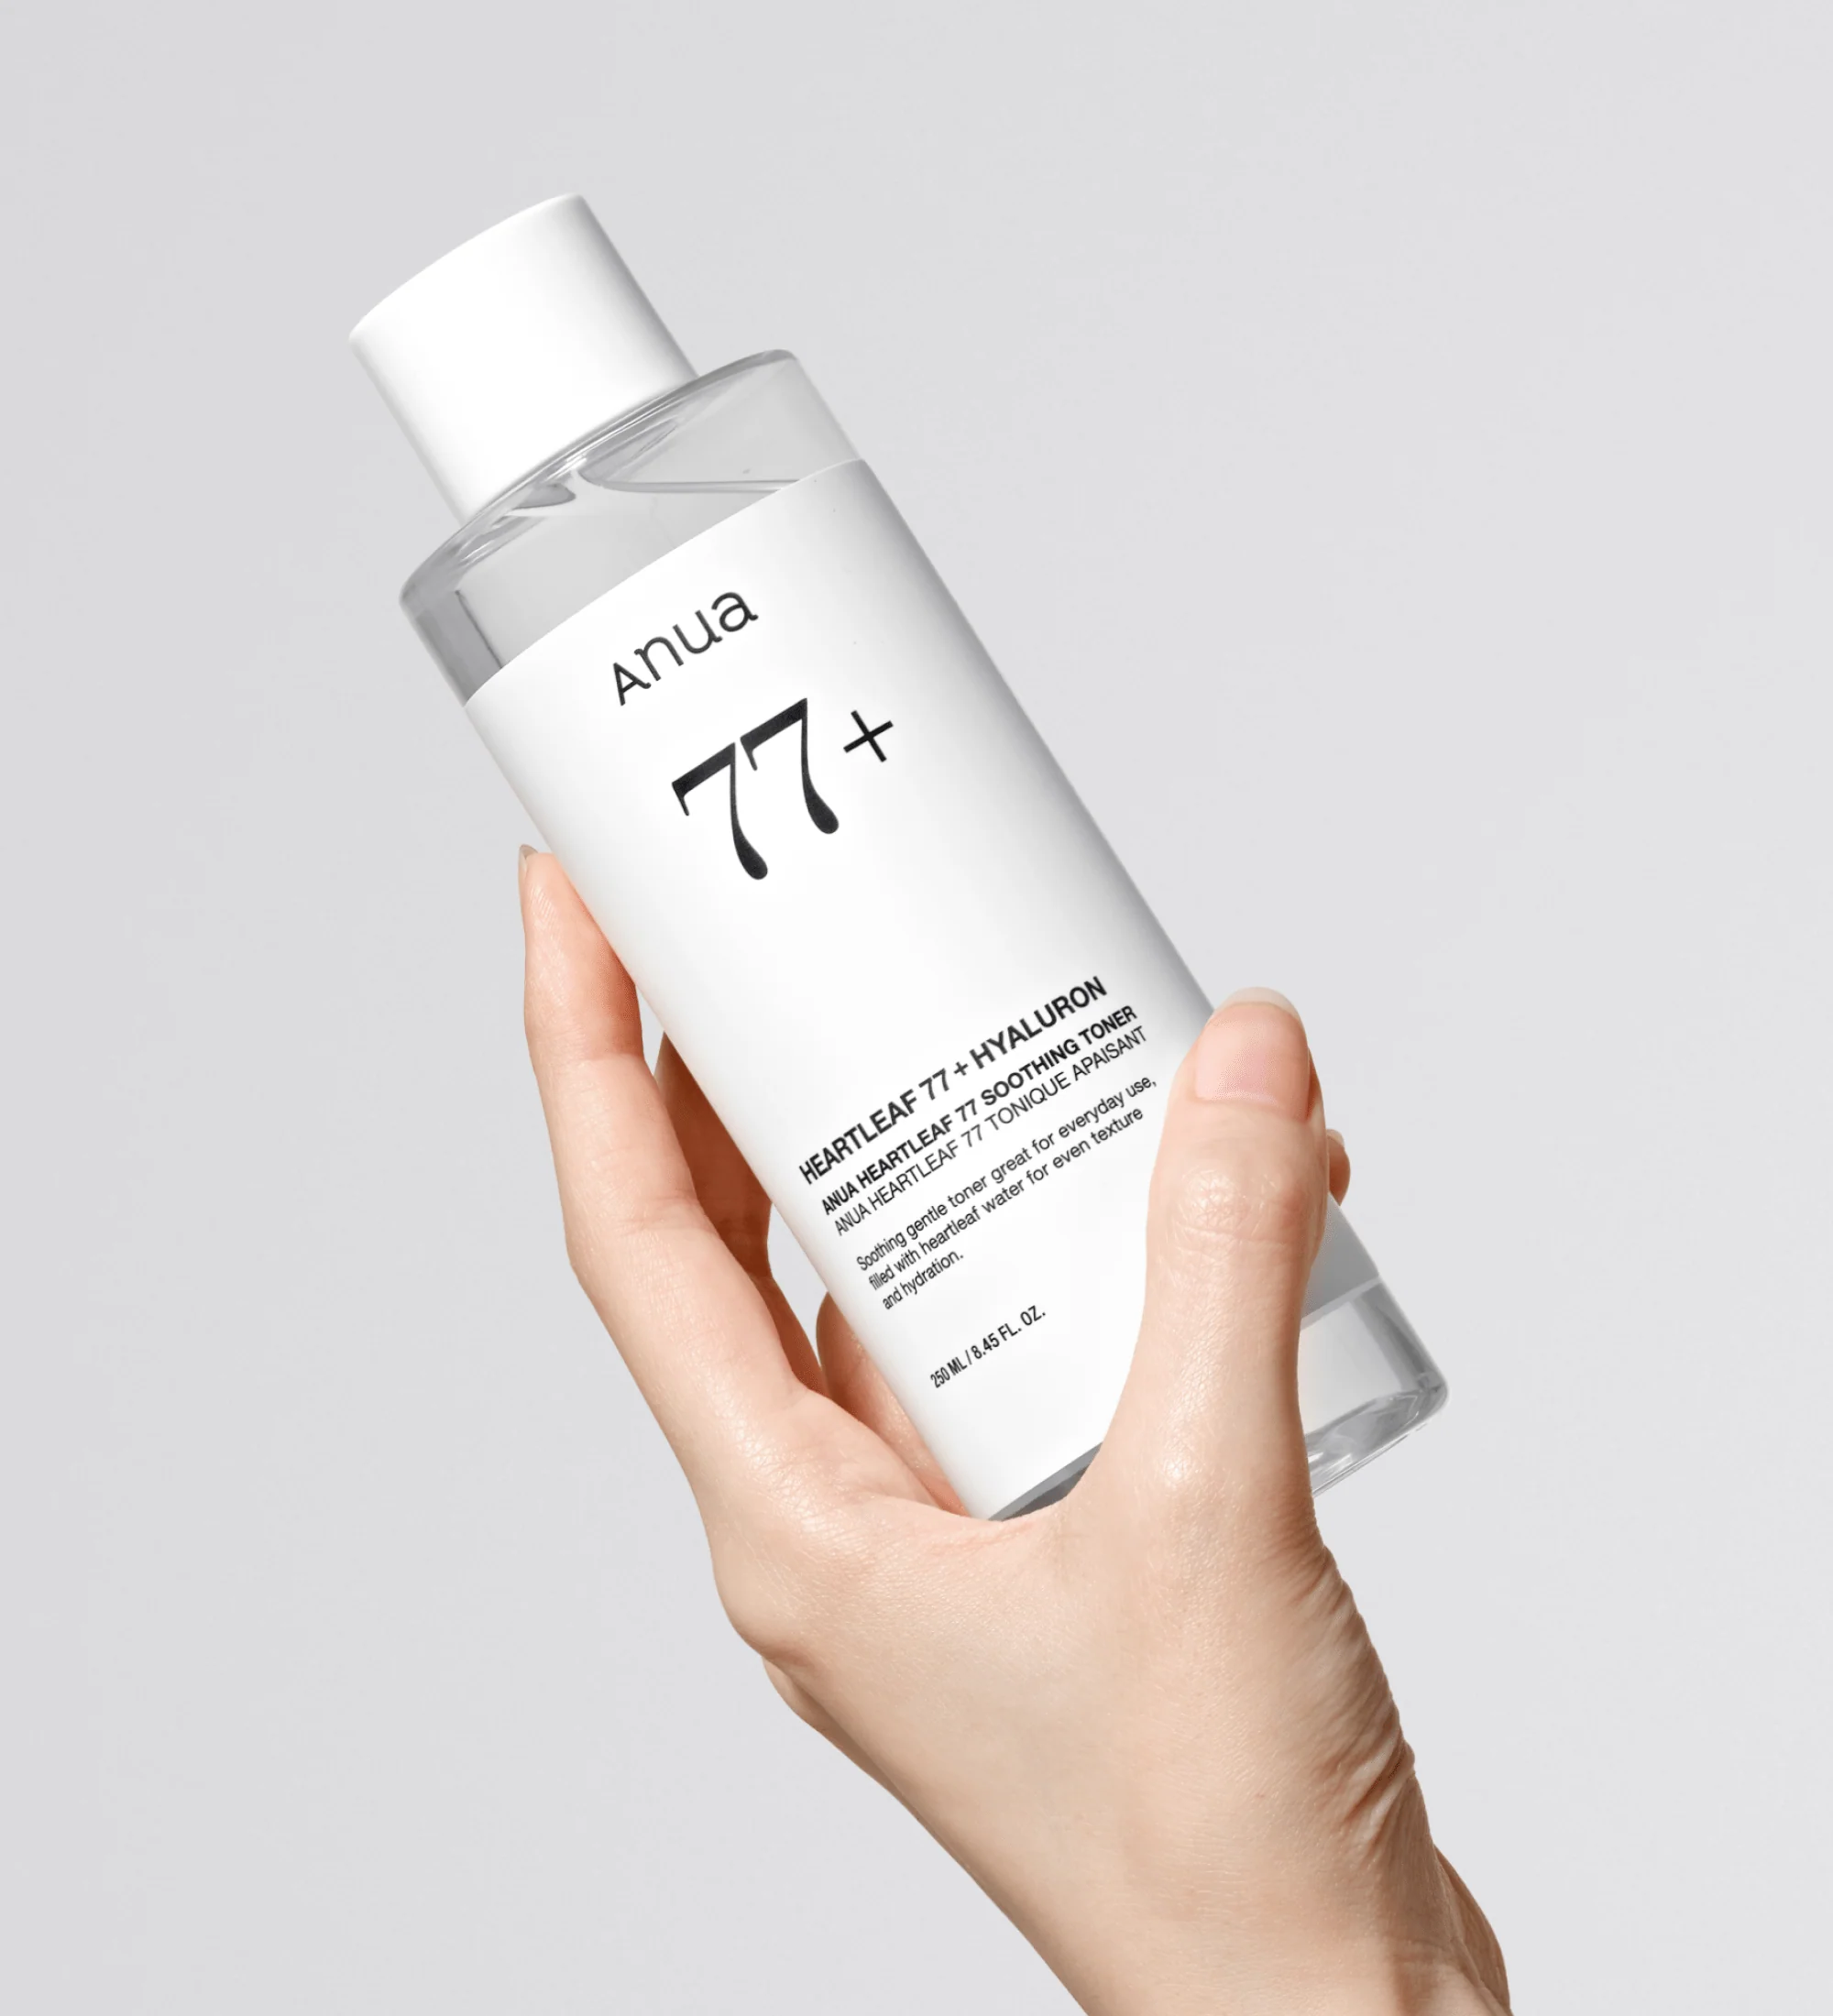 Anua
77+
HEARTLEAF 77 + HYALURON
ANUA HEARTLEAF 77 SOOTHING TONER
ANUA HEARTLEAF 77 TONIQUE APAISANT
Soothing gentle toner great for everyday use,
filled with heartleaf water for even texture
and hydration.
250 ML / 8.45 FL. OZ.